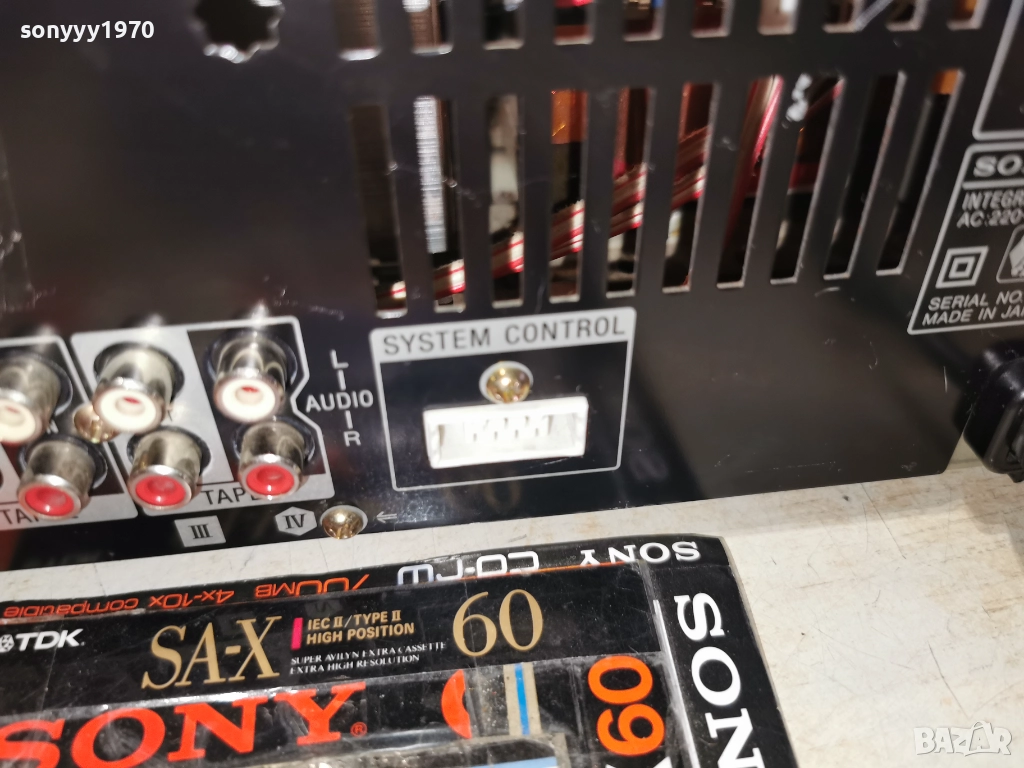 sonyyy1970
SYSTEM CONTROL
L
AUDIO
R
TAPE
III
IV
AC:220
SERIAL NO.
MADE IN JA
SONY
CD-RW
700MB 4x-10x compatible
TDK
SA-X
IEC II/TYPE II
HIGH POSITION
SUPER AVILYN EXTRA CASSETTE
EXTRA HIGH RESOLUTION
60
SONY
60
SONY
BAZAR